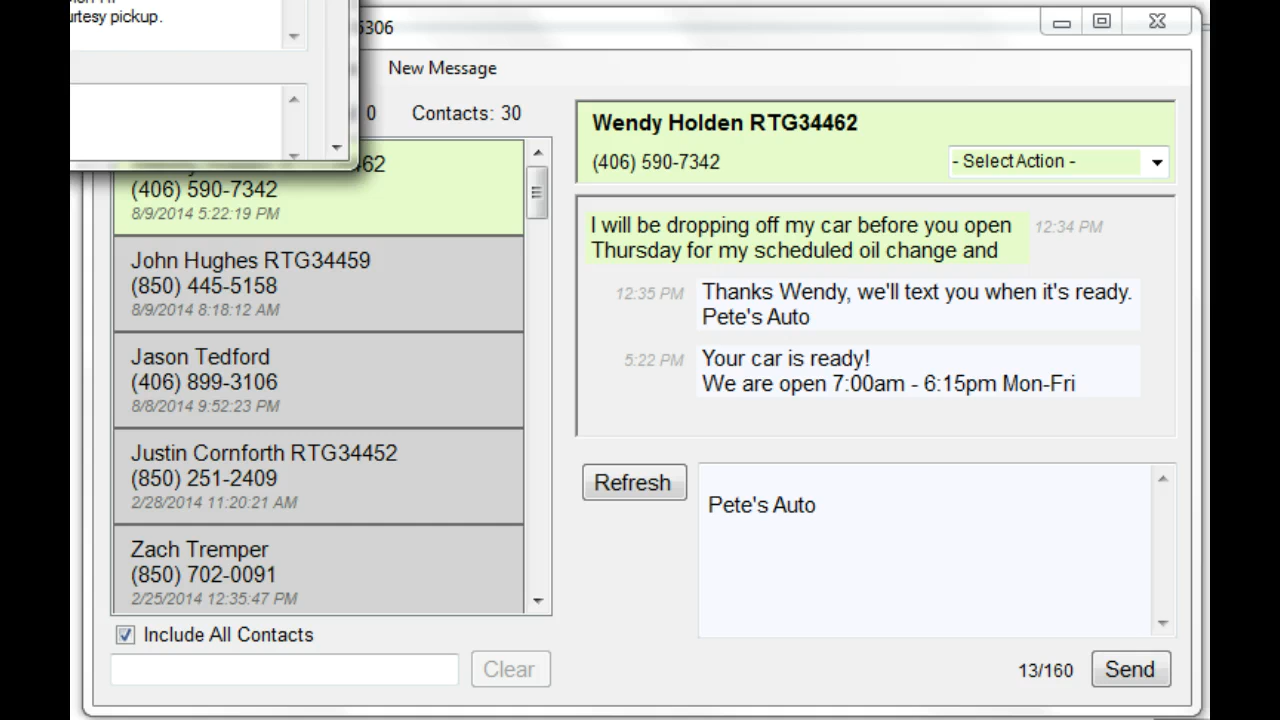 urtesy pickup.
5306
New Message
0
Contacts: 30
62
(406) 590-7342
8/9/2014 5:22:19 PM
John Hughes RTG34459
(850) 445-5158
8/9/2014 8:18:12 AM
Jason Tedford
(406) 899-3106
8/8/2014 9:52:23 PM
Justin Cornforth RTG34452
(850) 251-2409
2/28/2014 11:20:21 AM
Zach Tremper
(850) 702-0091
2/25/2014 12:35:47 PM
Include All Contacts
Clear
Wendy Holden RTG34462
(406) 590-7342
- Select Action -
I will be dropping off my car before you open 12:34 PM
Thursday for my scheduled oil change and
12:35 PM Thanks Wendy, we'll text you when it's ready.
Pete's Auto
5:22 PM Your car is ready!
We are open 7:00am - 6:15pm Mon-Fri
Refresh
Pete's Auto
13/160
Send